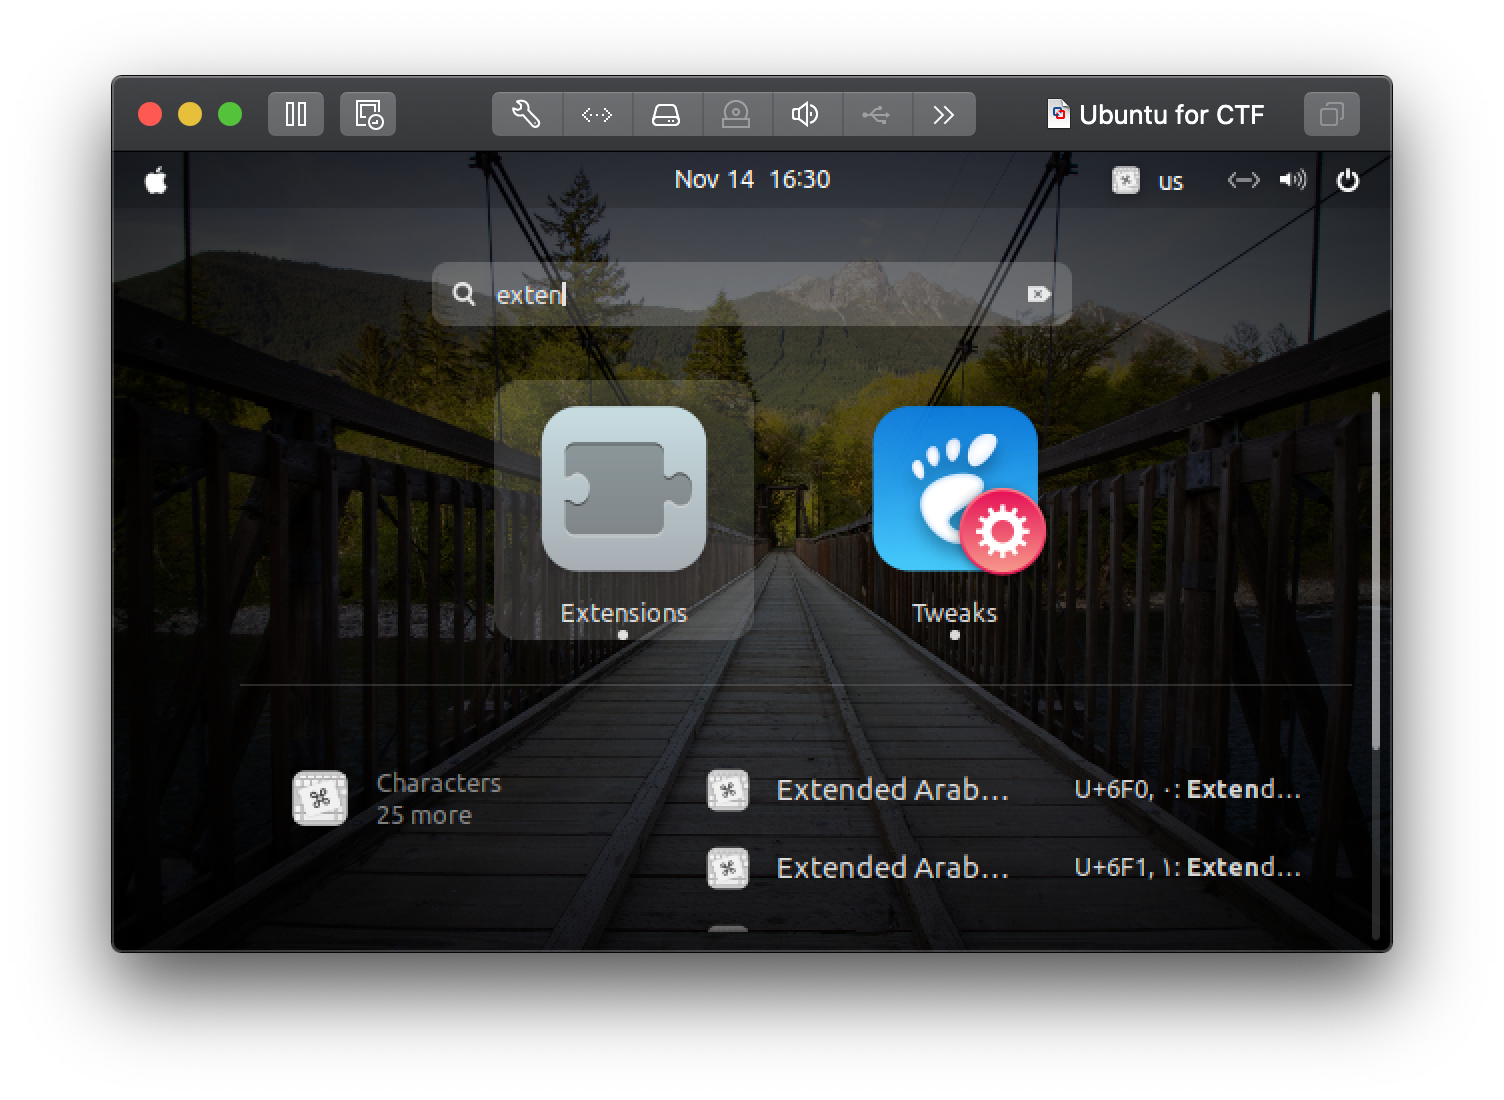 Ubuntu for CTF
Nov 14 16:30
us
exten
Extensions
Tweaks
Characters
25 more
Extended Arab… U+6F0, ۰: Extend…
Extended Arab… U+6F1, ۱: Extend…